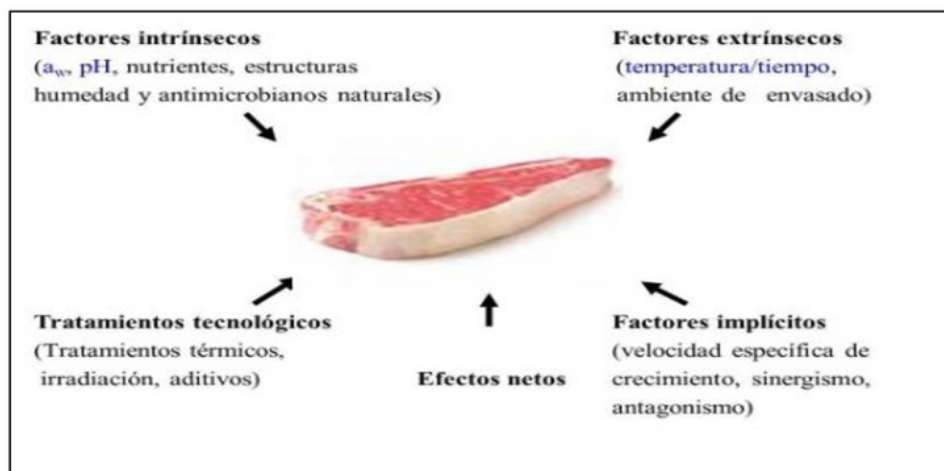 Factores intrínsecos
(aw, pH, nutrientes, estructuras
humedad y antimicrobianos naturales)
Factores extrínsecos
(temperatura/tiempo,
ambiente de envasado)
Tratamientos tecnológicos
(Tratamientos térmicos,
irradiación, aditivos)
Efectos netos
Factores implícitos
(velocidad específica de
crecimiento, sinergismo,
antagonismo)